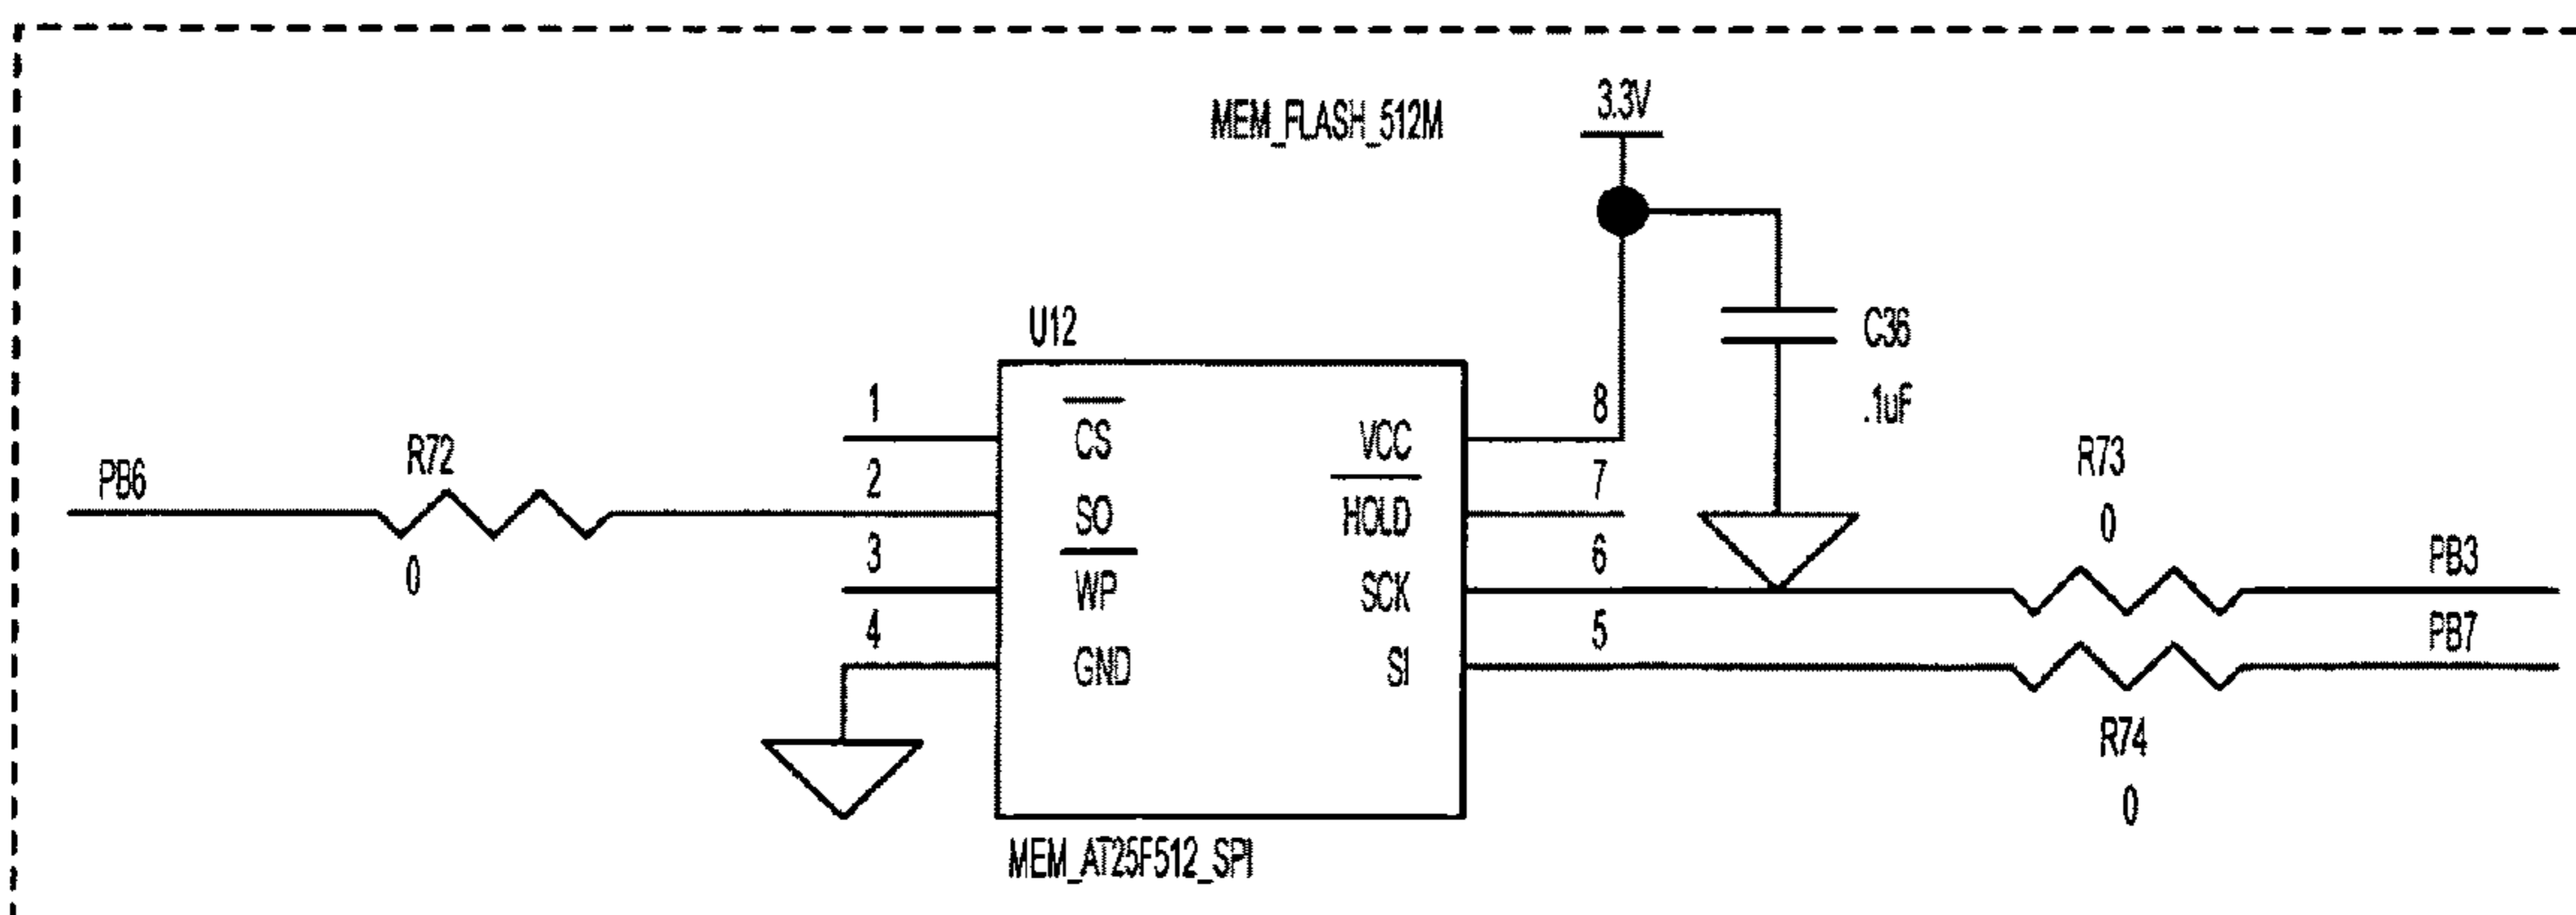 MEM_FLASH_512M
3.3V
U12
C36
.1uF
1
CS
VCC
8
PB6
R72
0
2
SO
HOLD
7
R73
0
3
WP
SCK
6
PB3
4
GND
SI
5
PB7
R74
0
MEM_AT25F512_SPI